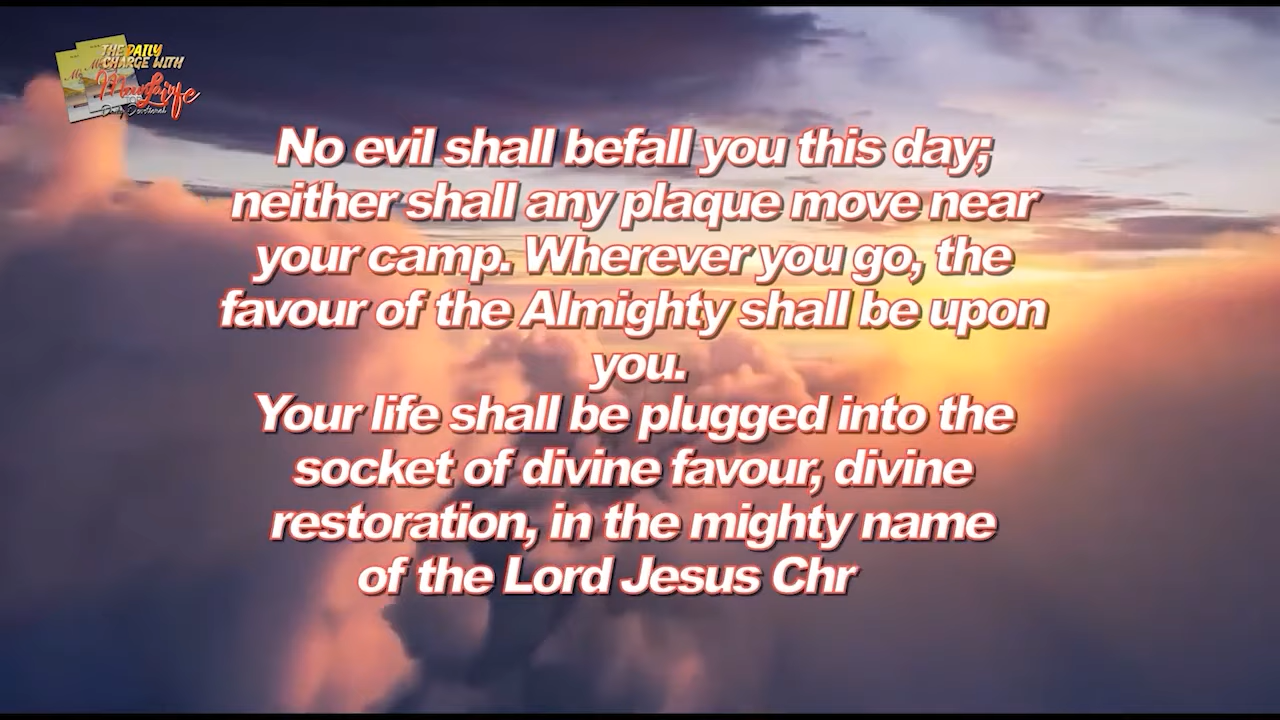 THE DAILY
CHARGE WITH
Daily Devotional
No evil shall befall you this day;
neither shall any plaque move near
your camp. Wherever you go, the
favour of the Almighty shall be upon
you.
Your life shall be plugged into the
socket of divine favour, divine
restoration, in the mighty name
of the Lord Jesus Chr